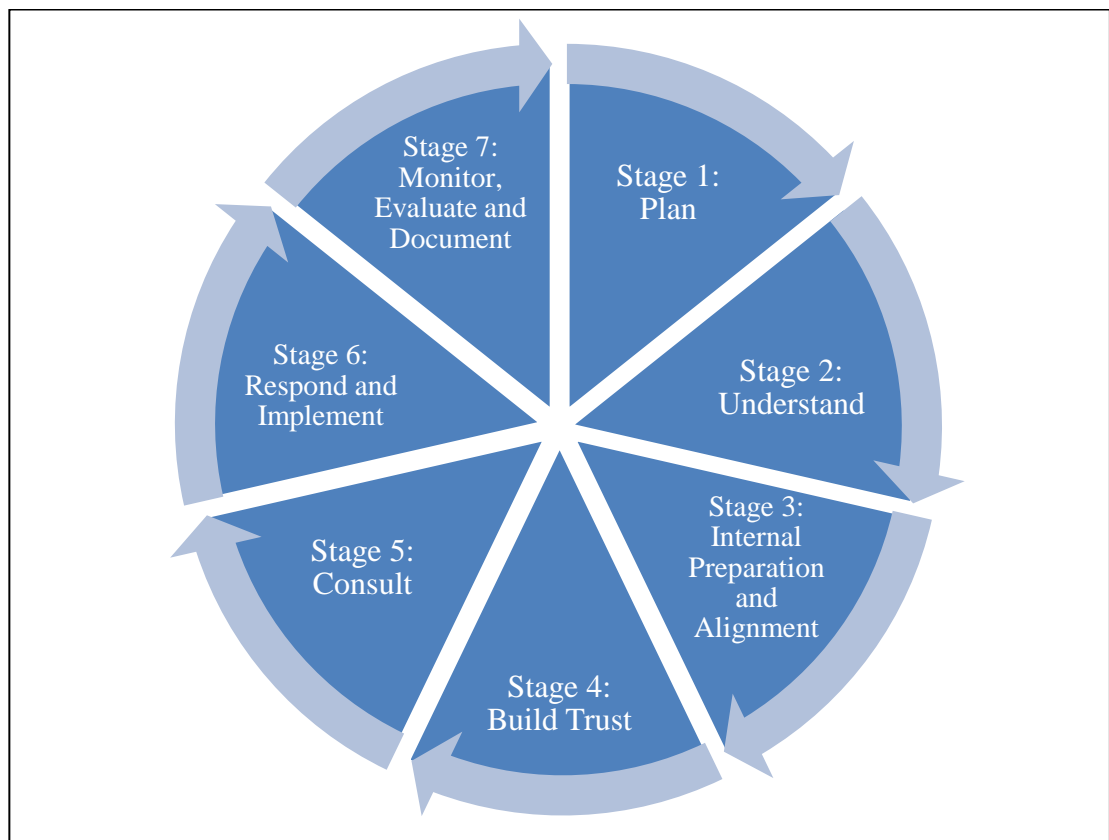 Stage 1:
Plan
Stage 2:
Understand
Stage 3:
Internal
Preparation
and
Alignment
Stage 4:
Build Trust
Stage 5:
Consult
Stage 6:
Respond and
Implement
Stage 7:
Monitor,
Evaluate and
Document